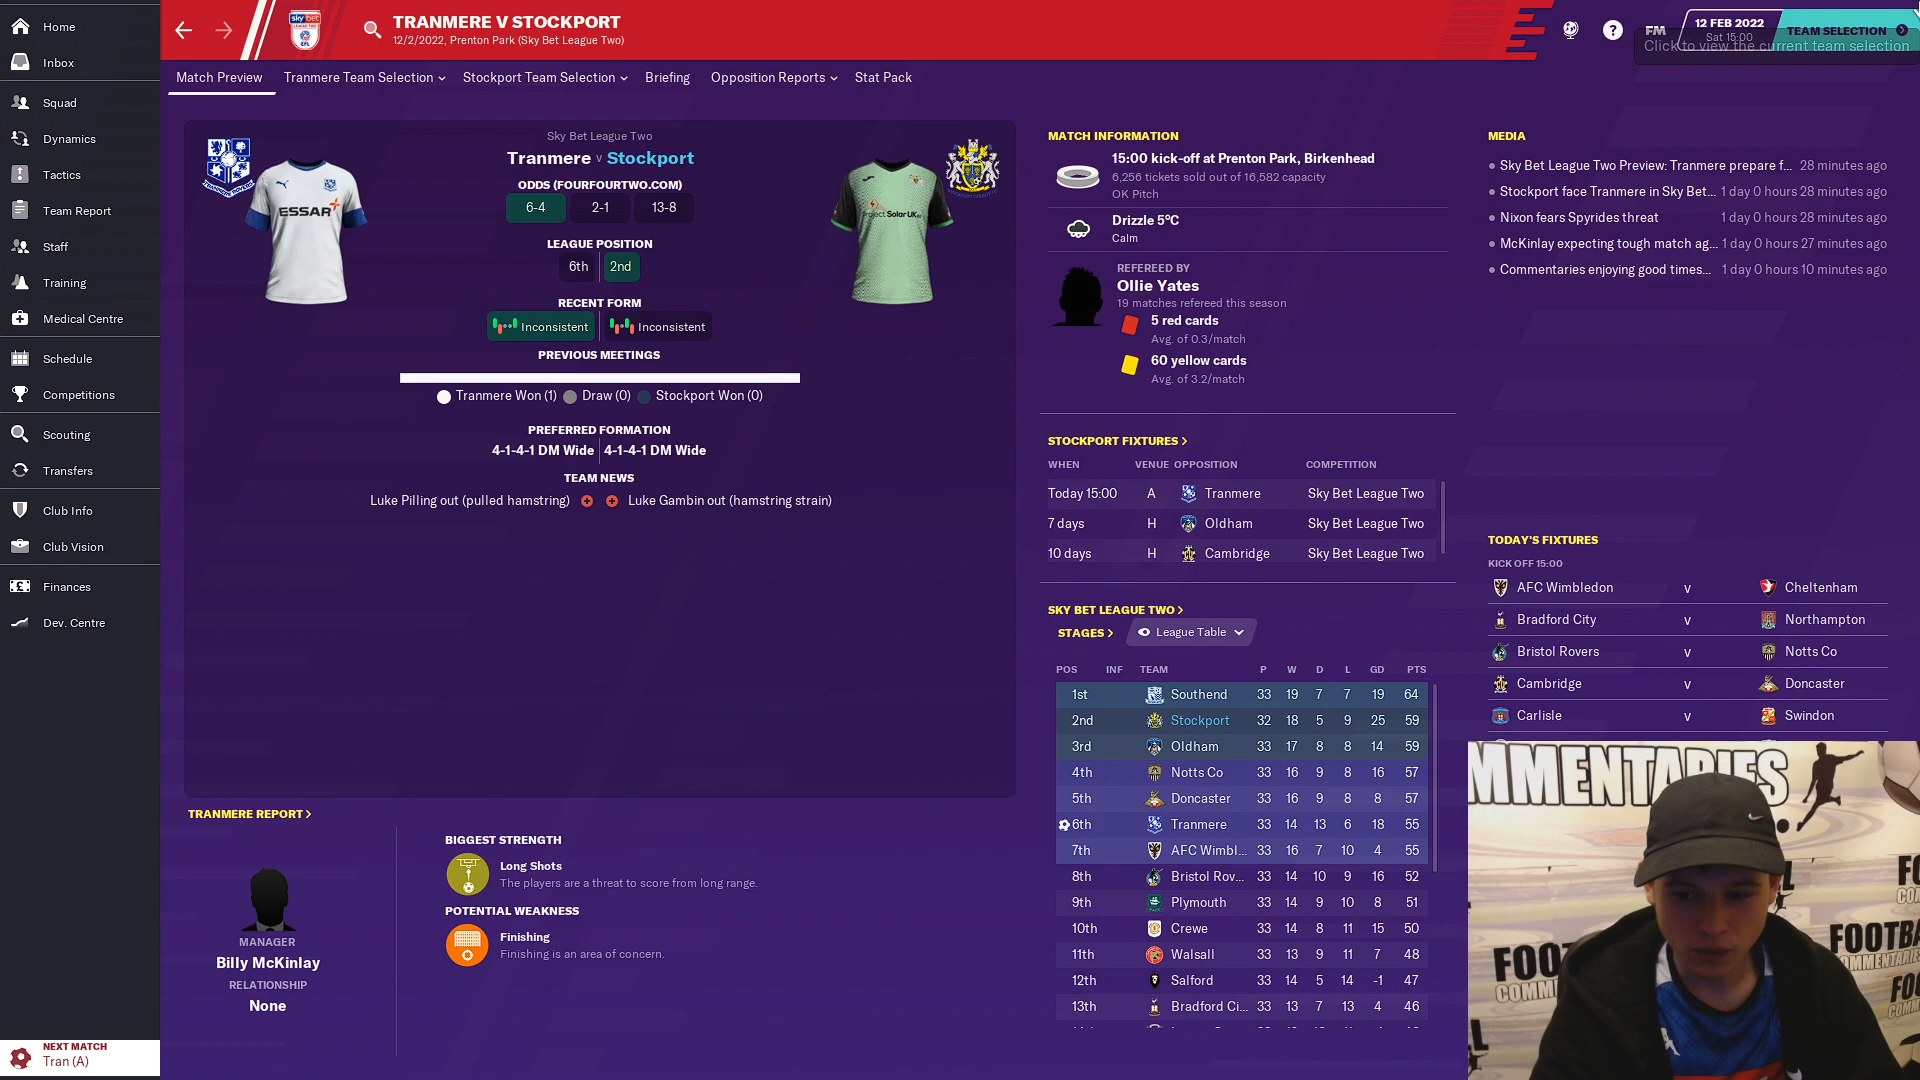 Home
Inbox
Squad
Dynamics
Tactics
Team Report
Staff
Training
Medical Centre
Schedule
Competitions
Scouting
Transfers
Club Info
Club Vision
Finances
Dev. Centre
NEXT MATCH
Tran (A)
sky bet
EFL
TRANMERE V STOCKPORT
12/2/2022, Prenton Park (Sky Bet League Two)
FM
12 FEB 2022
Sat 15:00
TEAM SELECTION
Click to view the current team selection
Match Preview
Tranmere Team Selection
Stockport Team Selection
Briefing
Opposition Reports
Stat Pack
Sky Bet League Two
Tranmere v Stockport
ODDS (FOURFOURTWO.COM)
6-4 2-1 13-8
LEAGUE POSITION
6th 2nd
RECENT FORM
Inconsistent Inconsistent
PREVIOUS MEETINGS
Tranmere Won (1) Draw (0) Stockport Won (0)
PREFERRED FORMATION
4-1-4-1 DM Wide 4-1-4-1 DM Wide
TEAM NEWS
Luke Pilling out (pulled hamstring) Luke Gambin out (hamstring strain)
ESSAR
Project Solar UK
TRANMERE REPORT
MANAGER
Billy McKinlay
RELATIONSHIP
None
BIGGEST STRENGTH
Long Shots
The players are a threat to score from long range.
POTENTIAL WEAKNESS
Finishing
Finishing is an area of concern.
MATCH INFORMATION
15:00 kick-off at Prenton Park, Birkenhead
6,256 tickets sold out of 16,582 capacity
OK Pitch
Drizzle 5°C
Calm
REFEREED BY
Ollie Yates
19 matches refereed this season
5 red cards
Avg. of 0.3/match
60 yellow cards
Avg. of 3.2/match
STOCKPORT FIXTURES
WHEN VENUE OPPOSITION COMPETITION
Today 15:00 A Tranmere Sky Bet League Two
7 days H Oldham Sky Bet League Two
10 days H Cambridge Sky Bet League Two
SKY BET LEAGUE TWO
STAGES League Table
POS INF TEAM P W D L GD PTS
1st Southend 33 19 7 7 19 64
2nd Stockport 32 18 5 9 25 59
3rd Oldham 33 17 8 8 14 59
4th Notts Co 33 16 9 8 16 57
5th Doncaster 33 16 9 8 8 57
6th Tranmere 33 14 13 6 18 55
7th AFC Wimbl... 33 16 7 10 4 55
8th Bristol Rov... 33 14 10 9 16 52
9th Plymouth 33 14 9 10 8 51
10th Crewe 33 14 8 11 15 50
11th Walsall 33 13 9 11 7 48
12th Salford 33 14 5 14 -1 47
13th Bradford Ci... 33 13 7 13 4 46
MEDIA
Sky Bet League Two Preview: Tranmere prepare f... 28 minutes ago
Stockport face Tranmere in Sky Bet... 1 day 0 hours 28 minutes ago
Nixon fears Spyrides threat 1 day 0 hours 28 minutes ago
McKinlay expecting tough match ag... 1 day 0 hours 27 minutes ago
Commentaries enjoying good times... 1 day 0 hours 10 minutes ago
TODAY'S FIXTURES
KICK OFF 15:00
AFC Wimbledon v Cheltenham
Bradford City v Northampton
Bristol Rovers v Notts Co
Cambridge v Doncaster
Carlisle v Swindon
MMENTARIES
FOO
COMM
FOOTBA
OMMENTARIES